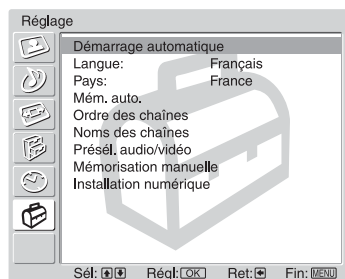 Réglage
Démarrage automatique
Langue: Français
Pays: France
Mém. auto.
Ordre des chaînes
Noms des chaînes
Présél. audio/vidéo
Mémorisation manuelle
Installation numérique
Sél: Régl: OK Ret: Fin: MENU